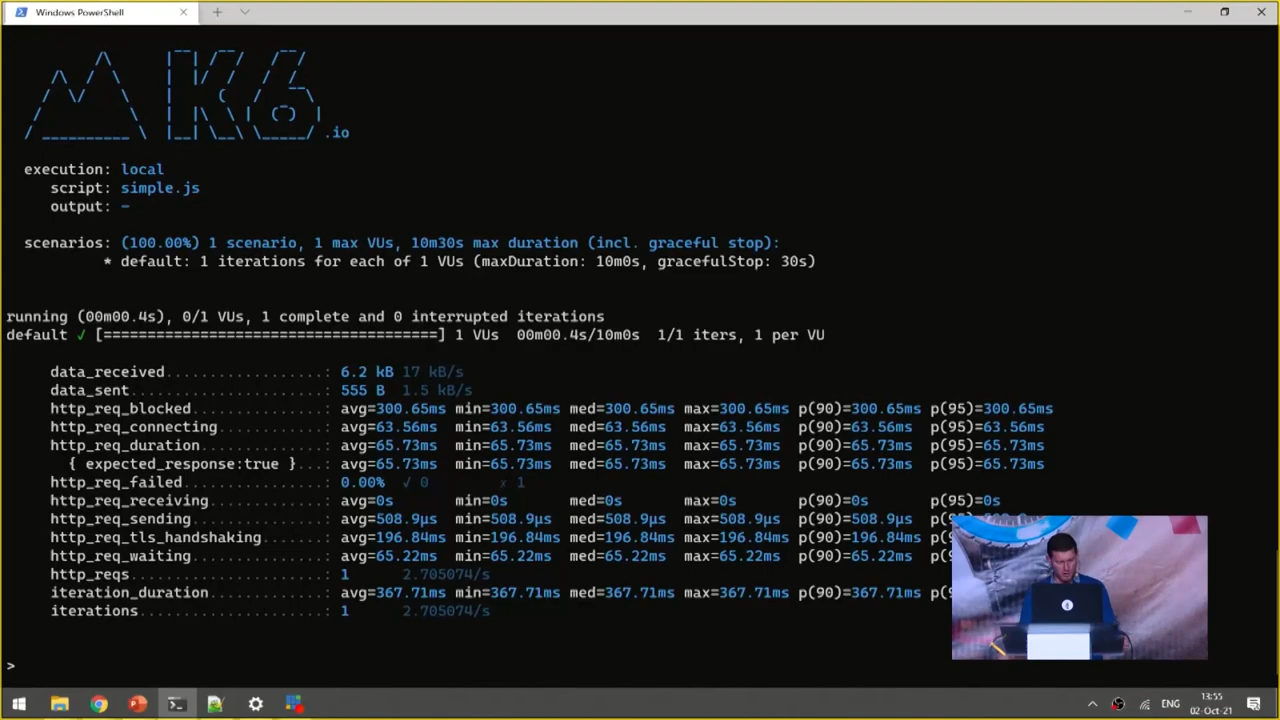 Windows PowerShell
K6
.io
execution: local
script: simple.js
output: -
scenarios: (100.00%) 1 scenario, 1 max VUs, 10m30s max duration (incl. graceful stop):
* default: 1 iterations for each of 1 VUs (maxDuration: 10m0s, gracefulStop: 30s)
running (00m00.4s), 0/1 VUs, 1 complete and 0 interrupted iterations
default ✓ [======================================] 1 VUs  00m00.4s/10m0s  1/1 iters, 1 per VU
data_received..................: 6.2 kB 17 kB/s
data_sent......................: 555 B  1.5 kB/s
http_req_blocked...............: avg=300.65ms min=300.65ms med=300.65ms max=300.65ms p(90)=300.65ms p(95)=300.65ms
http_req_connecting............: avg=63.56ms  min=63.56ms  med=63.56ms  max=63.56ms  p(90)=63.56ms  p(95)=63.56ms
http_req_duration..............: avg=65.73ms  min=65.73ms  med=65.73ms  max=65.73ms  p(90)=65.73ms  p(95)=65.73ms
{ expected_response:true }...: avg=65.73ms  min=65.73ms  med=65.73ms  max=65.73ms  p(90)=65.73ms  p(95)=65.73ms
http_req_failed................: 0.00% ✓ 0 ✗ 1
http_req_receiving.............: avg=0s       min=0s       med=0s       max=0s       p(90)=0s       p(95)=0s
http_req_sending...............: avg=508.9µs  min=508.9µs  med=508.9µs  max=508.9µs  p(90)=508.9µs
http_req_tls_handshaking.......: avg=196.84ms min=196.84ms med=196.84ms max=196.84ms p(90)=196.84ms
http_req_waiting...............: avg=65.22ms  min=65.22ms  med=65.22ms  max=65.22ms  p(90)=65.22ms
http_reqs......................: 1      2.705074/s
iteration_duration.............: avg=367.71ms min=367.71ms med=367.71ms max=367.71ms p(90)=367.71ms
iterations.....................: 1      2.705074/s
>
ENG
13:55
02-Oct-21